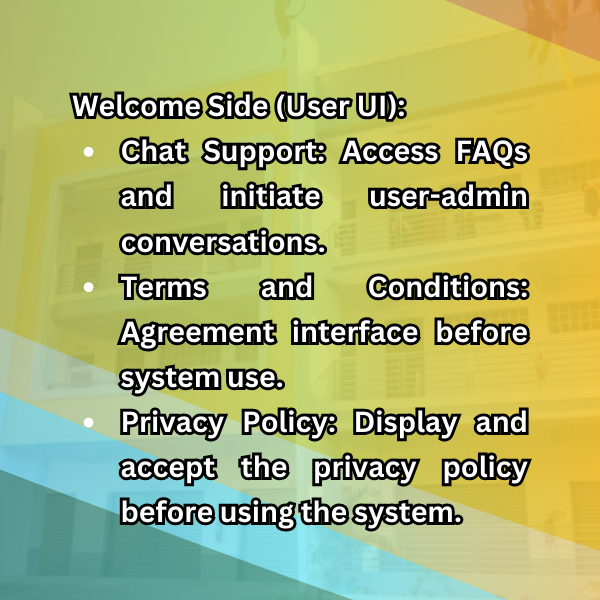 Welcome Side (User UI):
• Chat Support: Access FAQs
and initiate user-admin
conversations.
• Terms and Conditions:
Agreement interface before
system use.
• Privacy Policy: Display and
accept the privacy policy
before using the system.